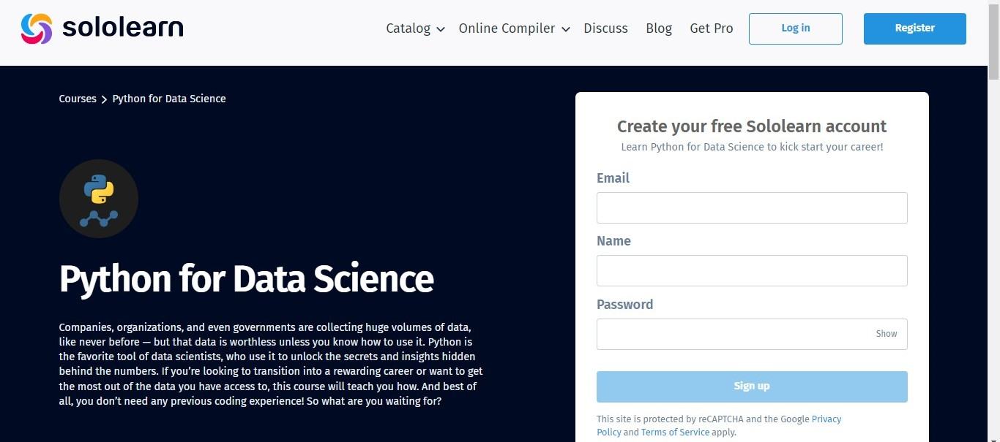 sololearn
Catalog
Online Compiler
Discuss
Blog
Get Pro
Log in
Register
Courses > Python for Data Science
Python for Data Science
Companies, organizations, and even governments are collecting huge volumes of data,
like never before — but that data is worthless unless you know how to use it. Python is
the favorite tool of data scientists, who use it to unlock the secrets and insights hidden
behind the numbers. If you’re looking to transition into a rewarding career or want to get
the most out of the data you have access to, this course will teach you how. And best of
all, you don’t need any previous coding experience! So what are you waiting for?
Create your free Sololearn account
Learn Python for Data Science to kick start your career!
Email
Name
Password
Show
Sign up
This site is protected by reCAPTCHA and the Google Privacy
Policy and Terms of Service apply.